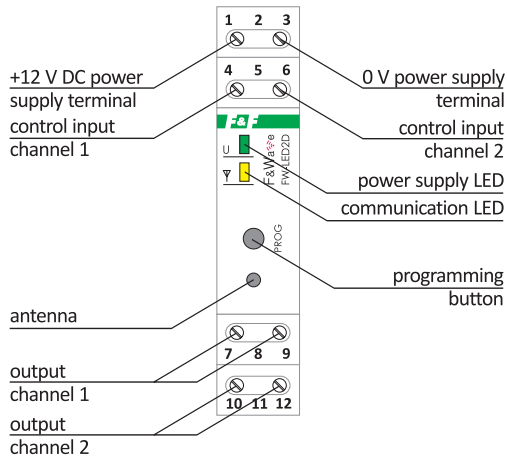 1 2 3
+12 V DC power
supply terminal
0 V power supply
terminal
4 5 6
control input
channel 1
control input
channel 2
F&F
U
F&Wave
FW-LED2D
power supply LED
communication LED
PROG
programming
button
antenna
7 8 9
output
channel 1
10 11 12
output
channel 2